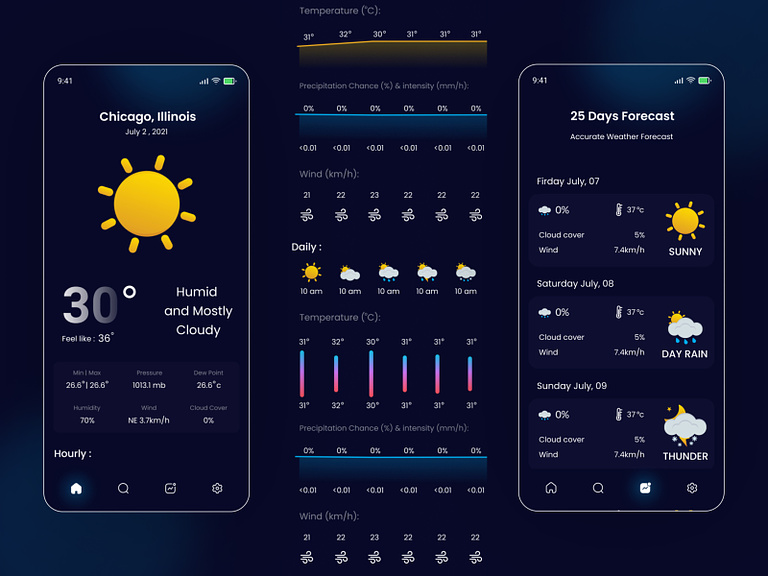 9:41
Chicago, Illinois
July 2 , 2021
30°
Feel like : 36°
Humid
and Mostly
Cloudy
Min | Max Pressure Dew Point
26.6°| 26.6° 1013.1 mb 26.6°c
Humidity Wind Cloud Cover
70% NE 3.7km/h 0%
Hourly :
Temperature (°C):
31° 32° 30° 31° 31° 31°
Precipitation Chance (%) & intensity (mm/h):
0% 0% 0% 0% 0% 0%
<0.01 <0.01 <0.01 <0.01 <0.01 <0.01
Wind (km/h):
21 22 23 22 22 22
Daily :
10 am 10 am 10 am 10 am 10 am
Temperature (°C):
31° 32° 30° 31° 31° 31°
31° 32° 31° 31° 31° 31°
Precipitation Chance (%) & intensity (mm/h):
0% 0% 0% 0% 0% 0%
<0.01 <0.01 <0.01 <0.01 <0.01 <0.01
Wind (km/h):
21 22 23 22 22 22
9:41
25 Days Forecast
Accurate Weather Forecast
Firday July, 07
0% 37°c
Cloud cover 5%
Wind 7.4km/h
SUNNY
Saturday July, 08
0% 37°c
Cloud cover 5%
Wind 7.4km/h
DAY RAIN
Sunday July, 09
0% 37°c
Cloud cover 5%
Wind 7.4km/h
THUNDER